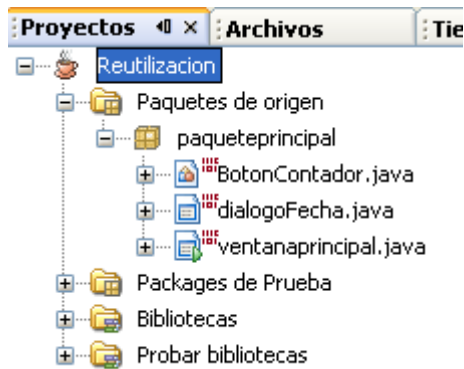 Proyectos Archivos Tie
Reutilizacion
Paquetes de origen
paqueteprincipal
BotonContador.java
dialogoFecha.java
ventanaprincipal.java
Packages de Prueba
Bibliotecas
Probar bibliotecas